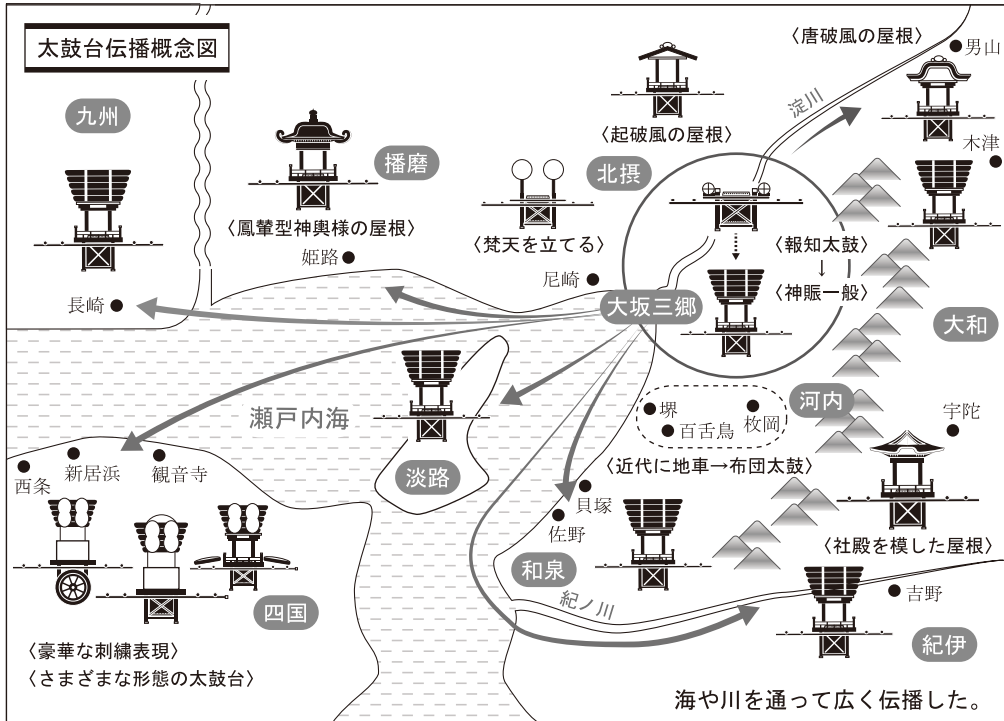 太鼓台伝播概念図
九州
長崎
播磨
〈鳳輦型神輿様の屋根〉
姫路
〈起破風の屋根〉
北摂
〈梵天を立てる〉
尼崎
〈唐破風の屋根〉
男山
淀川
木津
大坂三郷
〈報知太鼓〉
↓
〈神賑一般〉
大和
瀬戸内海
淡路
堺
百舌鳥
枚岡
河内
〈近代に地車→布団太鼓〉
宇陀
〈社殿を模した屋根〉
貝塚
佐野
和泉
紀ノ川
吉野
紀伊
西条
新居浜
観音寺
四国
〈豪華な刺繍表現〉
〈さまざまな形態の太鼓台〉
海や川を通って広く伝播した。